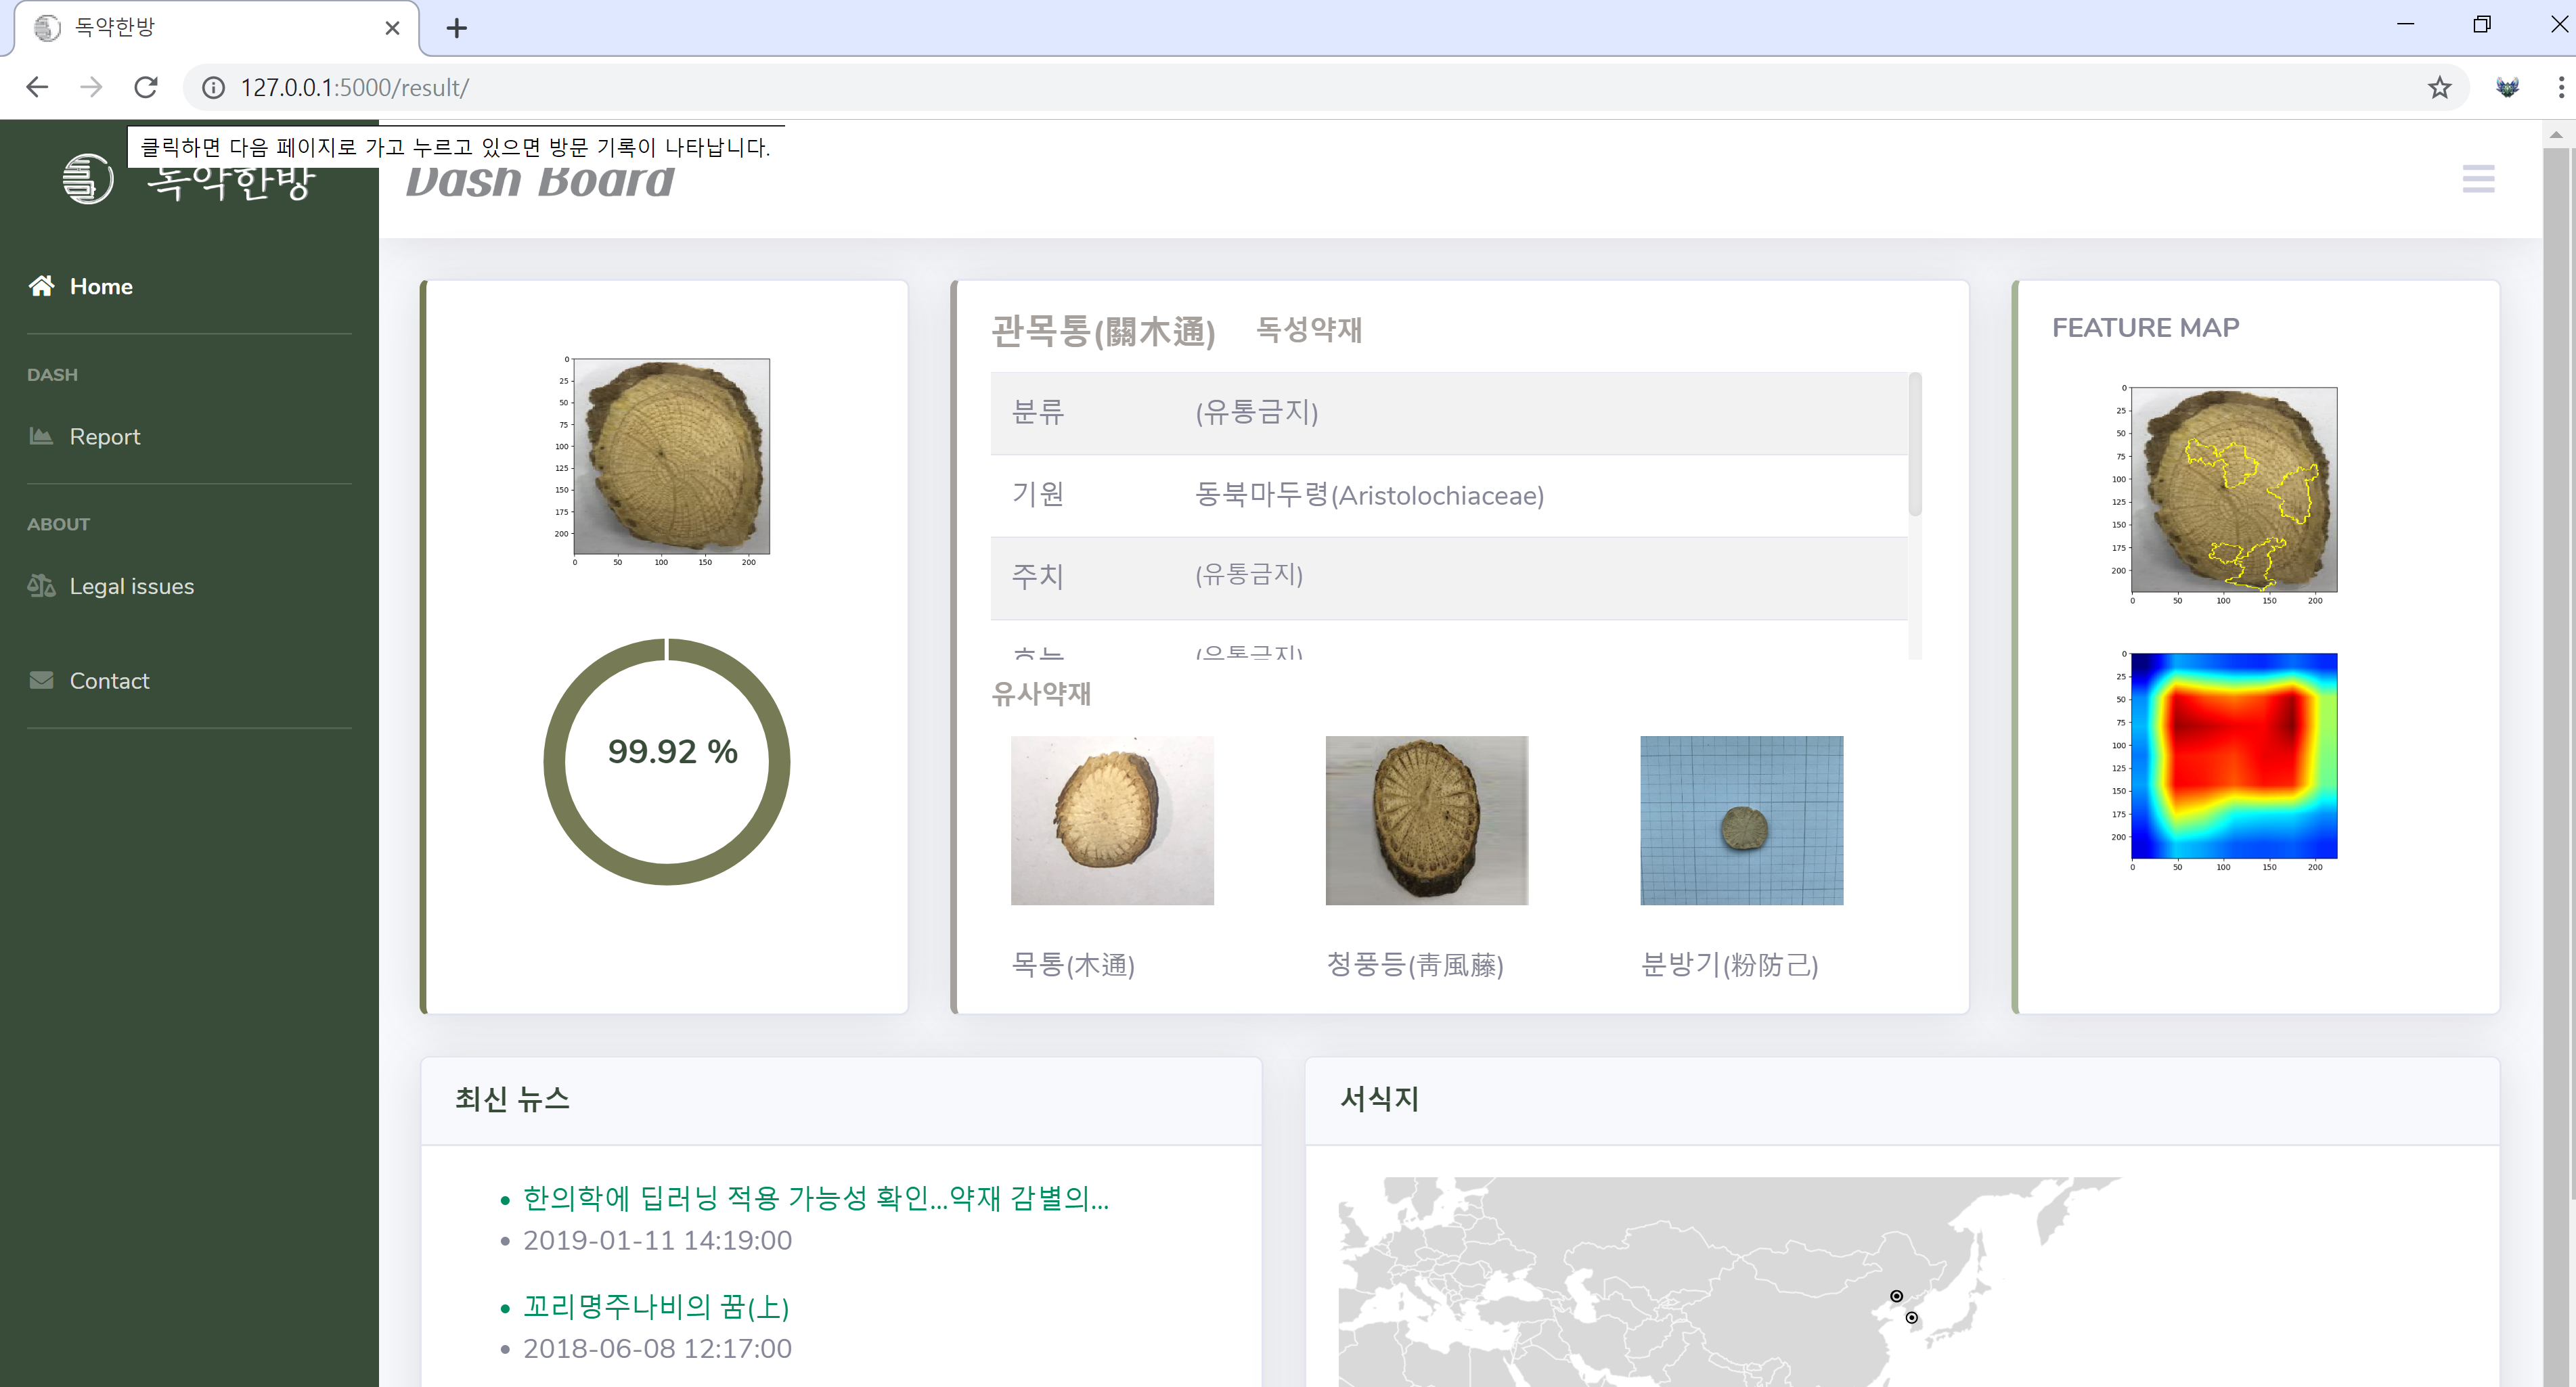 독약한방
127.0.0.1:5000/result/
클릭하면 다음 페이지로 가고 누르고 있으면 방문 기록이 나타납니다.
독약한방
Dash Board
Home
DASH
Report
ABOUT
Legal issues
Contact
0
25
50
75
100
125
150
175
200
0 50 100 150 200
99.92 %
관목통(關木通) 독성약재
분류 (유통금지)
기원 동북마두령(Aristolochiaceae)
주치 (유통금지)
효능 (유통금지)
유사약재
목통(木通) 청풍등(靑風藤) 분방기(粉防己)
FEATURE MAP
0
25
50
75
100
125
150
175
200
0 50 100 150 200
0
25
50
75
100
125
150
175
200
0 50 100 150 200
최신 뉴스
한의학에 딥러닝 적용 가능성 확인...약재 감별의...
2019-01-11 14:19:00
꼬리명주나비의 꿈(上)
2018-06-08 12:17:00
서식지